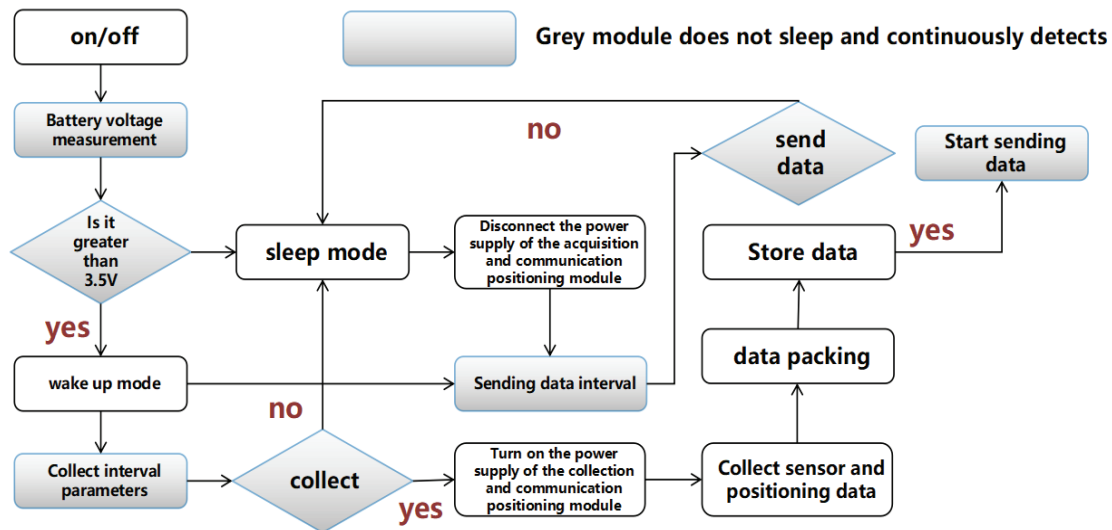 on/off
Grey module does not sleep and continuously detects
Battery voltage
measurement
no
send
data
Start sending
data
Is it
greater
than
3.5V
sleep mode
Disconnect the power
supply of the acquisition
and communication
positioning module
Store data
yes
yes
wake up mode
Sending data interval
data packing
no
Collect interval
parameters
collect
yes
Turn on the power
supply of the collection
and communication
positioning module
Collect sensor and
positioning data